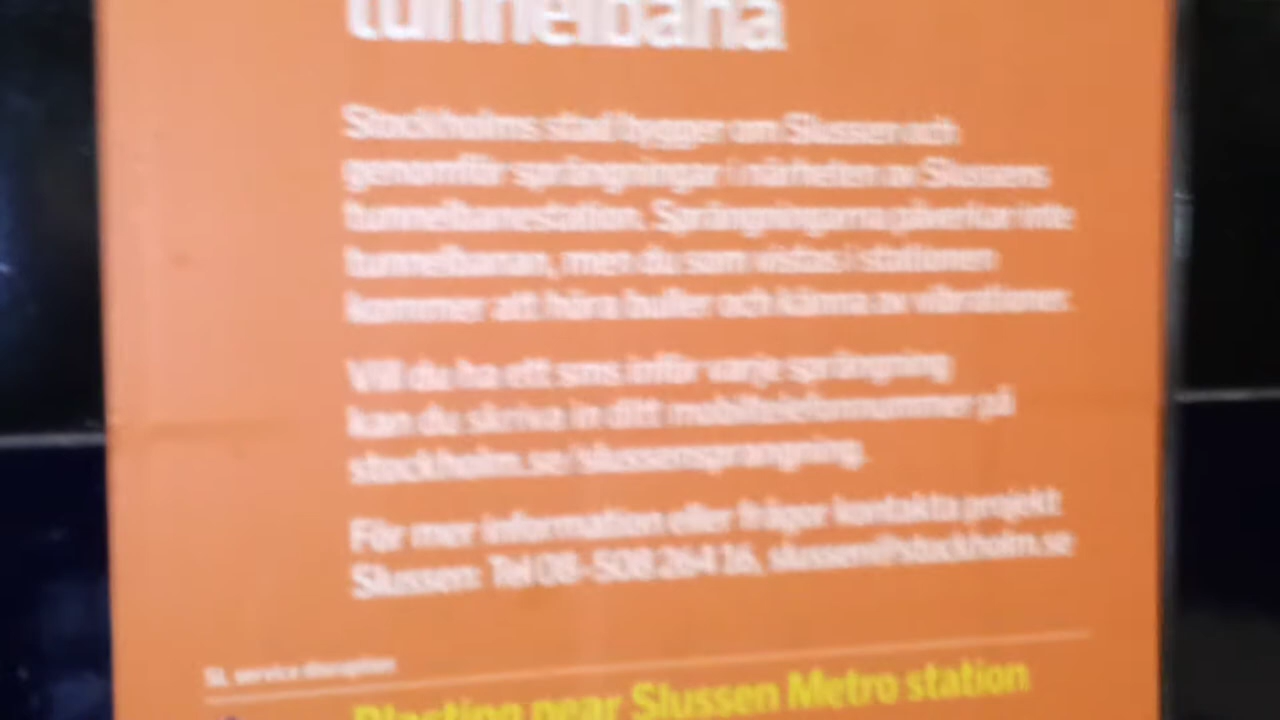 tunnelbana
Stockholms stad bygger om Slussen och
genomför sprängningar i närheten av Slussens
tunnelbanestation. Sprängningarna påverkar inte
tunnelbanan, men du som vistas i stationen
kommer att höra buller och känna av vibrationer.
Vill du ha ett sms inför varje sprängning
kan du skriva in ditt mobiltelefonnummer på
stockholm.se/slussensprangning.
För mer information eller frågor kontakta projekt
Slussen: Tel 08-508 264 16, slussen@stockholm.se
SL service disruption
Blasting near Slussen Metro station